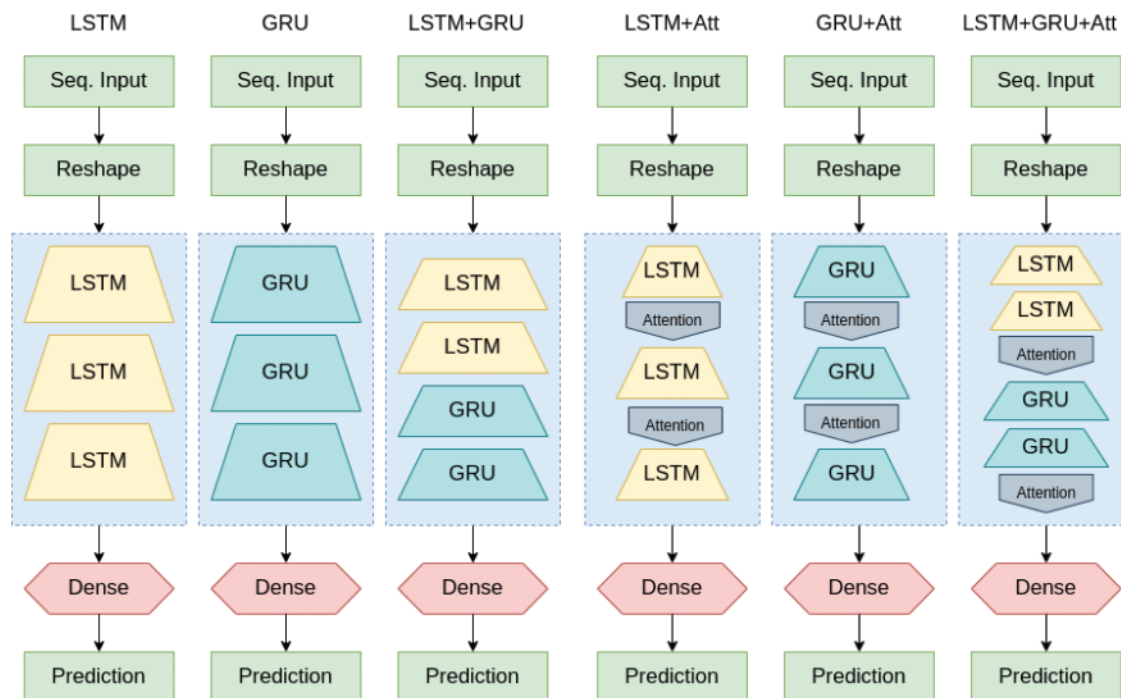 LSTM
GRU
LSTM+GRU
LSTM+Att
GRU+Att
LSTM+GRU+Att
Seq. Input
Seq. Input
Seq. Input
Seq. Input
Seq. Input
Seq. Input
Reshape
Reshape
Reshape
Reshape
Reshape
Reshape
LSTM
LSTM
LSTM
GRU
GRU
GRU
LSTM
LSTM
GRU
GRU
LSTM
Attention
LSTM
Attention
LSTM
GRU
Attention
GRU
Attention
GRU
LSTM
LSTM
Attention
GRU
GRU
Attention
Dense
Dense
Dense
Dense
Dense
Dense
Prediction
Prediction
Prediction
Prediction
Prediction
Prediction